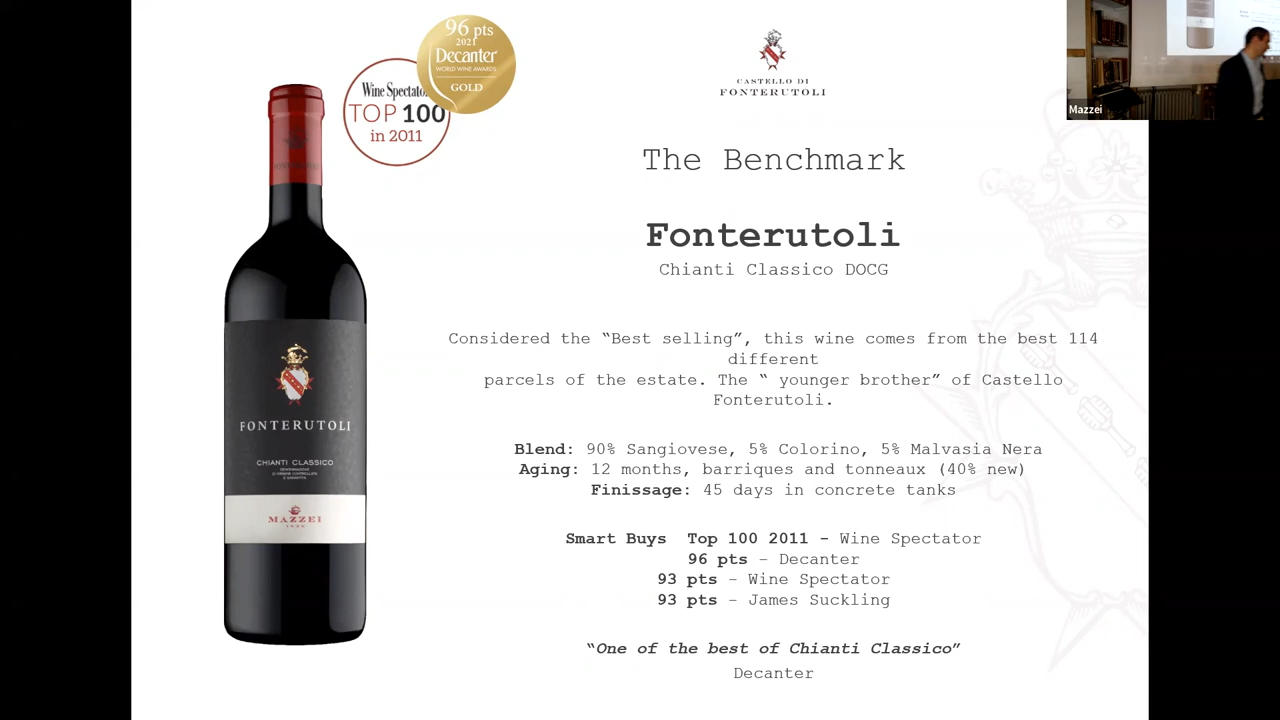 96 pts
2021
Decanter
WORLD WINE AWARDS
GOLD
Wine Spectator
TOP 100
in 2011
CASTELLO DI
FONTERUTOLI
Mazzei
The Benchmark
Fonterutoli
Chianti Classico DOCG
Considered the “Best selling”, this wine comes from the best 114
different
parcels of the estate. The “ younger brother” of Castello
Fonterutoli.
Blend: 90% Sangiovese, 5% Colorino, 5% Malvasia Nera
Aging: 12 months, barriques and tonneaux (40% new)
Finissage: 45 days in concrete tanks
Smart Buys Top 100 2011 - Wine Spectator
96 pts – Decanter
93 pts – Wine Spectator
93 pts – James Suckling
“One of the best of Chianti Classico”
Decanter
FONTERUTOLI
CHIANTI CLASSICO
DENOMINAZIONE
DI ORIGINE CONTROLLATA
E GARANTITA
MAZZEI